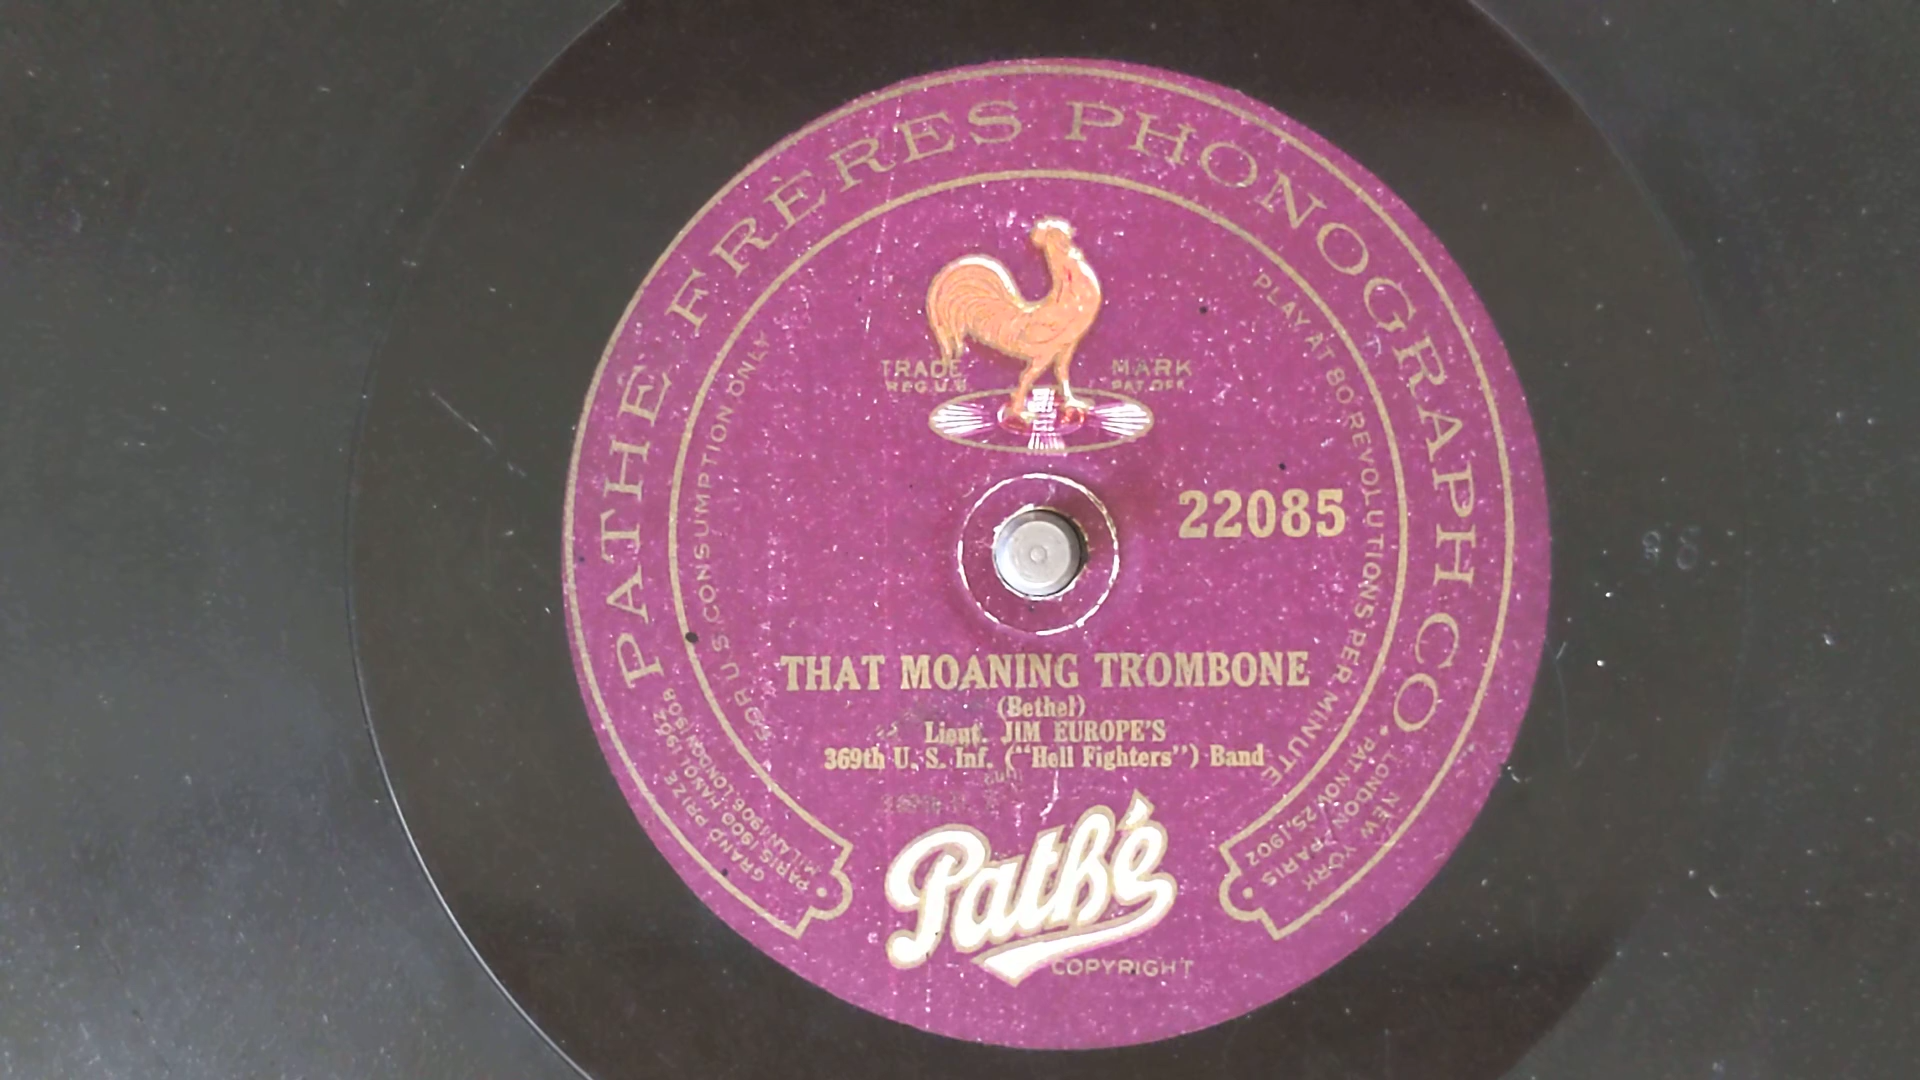 PATHÉ FRÈRES PHONOGRAPH CO
NEW YORK
• LONDON PARIS
• PAT NOV. 25, 1902
GRAND PRIZE 1902
PARIS 1900 HANOI 1902
MILAN 1906 LONDON 1908
FOR U S CONSUMPTION ONLY
PLAY AT 80 REVOLUTIONS PER MINUTE
TRADE MARK
REG. U.S. PAT. OFF.
22085
THAT MOANING TROMBONE
(Bethel)
Lieut. JIM EUROPE'S
369th U. S. Inf. ("Hell Fighters") Band
Pathé
COPYRIGHT